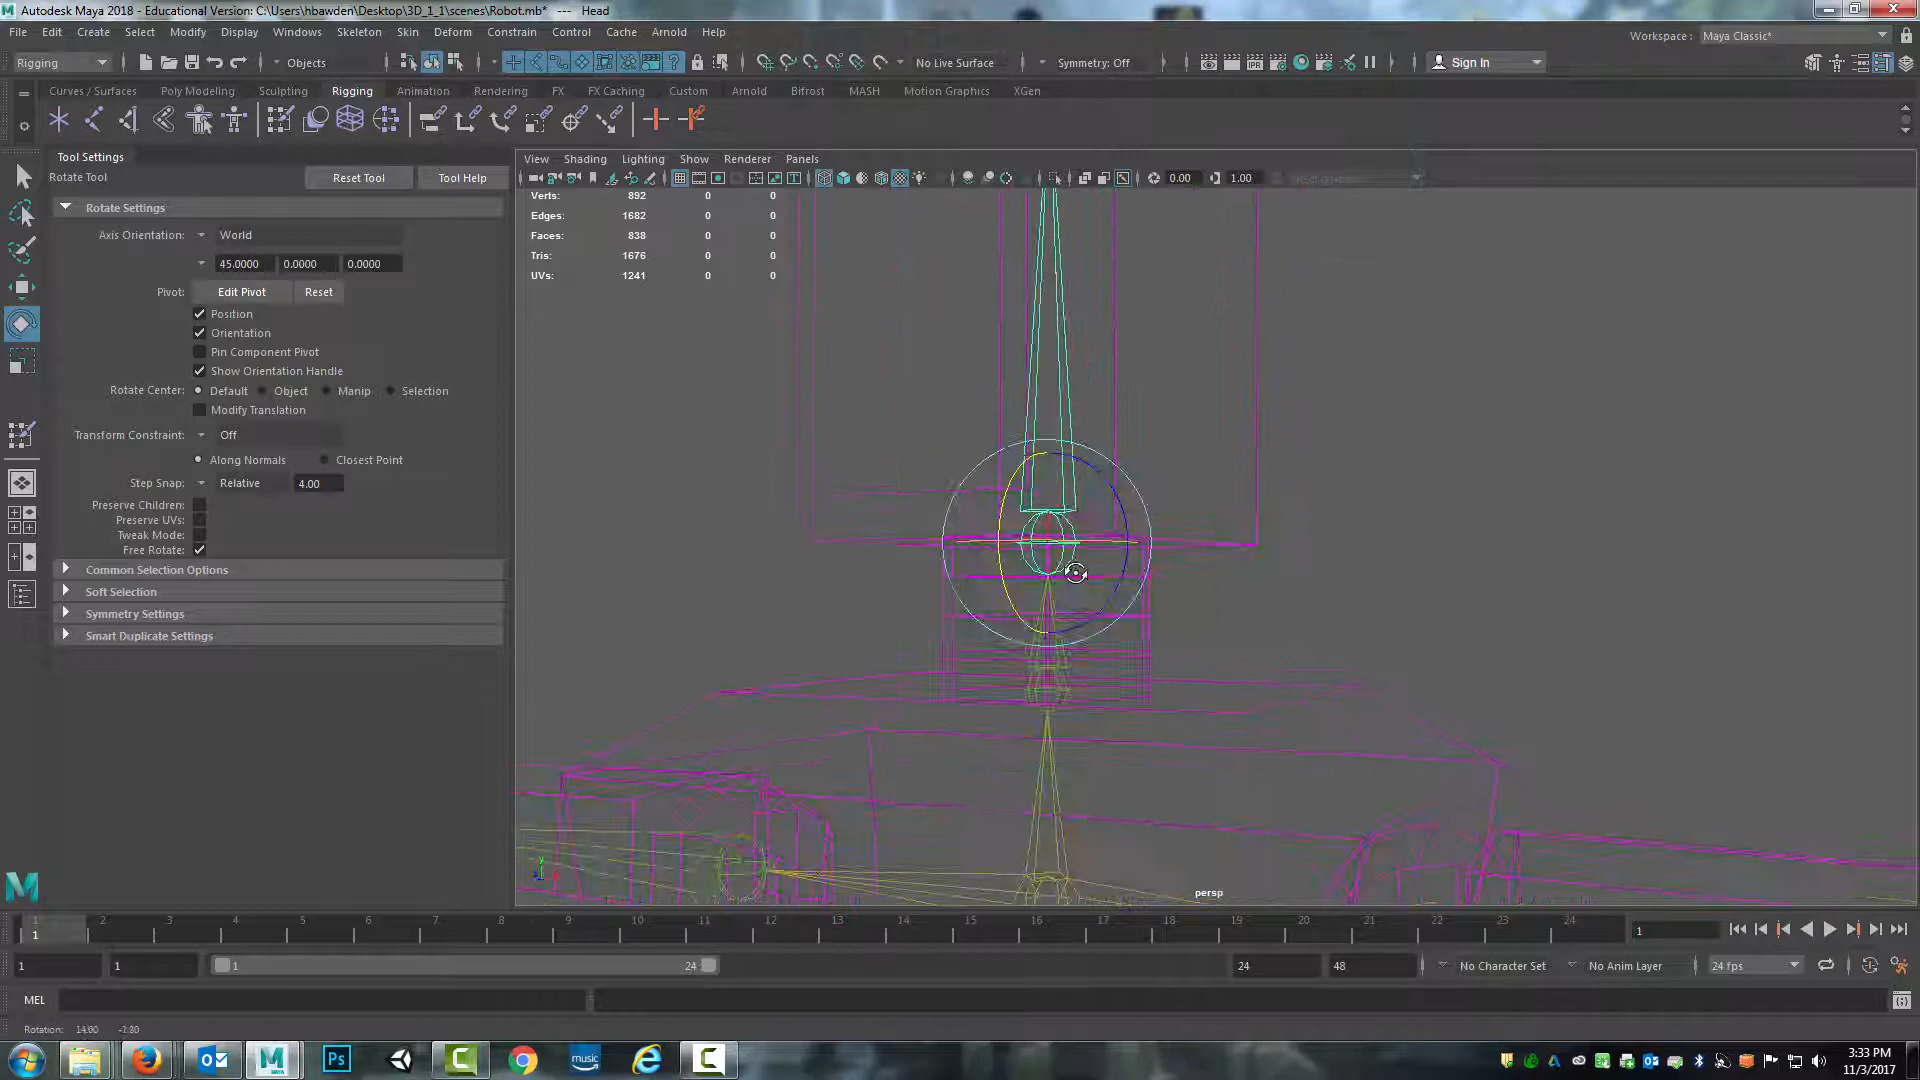 Autodesk Maya 2018 - Educational Version: C:\Users\hbawden\Desktop\3D_1_1\scenes\Robot.mb* --- Head
File Edit Create Select Modify Display Windows Skeleton Skin Deform Constrain Control Cache Arnold Help
Workspace : Maya Classic*
Rigging Objects No Live Surface Symmetry: Off Sign In
Curves / Surfaces Poly Modeling Sculpting Rigging Animation Rendering FX FX Caching Custom Arnold Bifrost MASH Motion Graphics XGen
Tool Settings
View Shading Lighting Show Renderer Panels
Rotate Tool Reset Tool Tool Help
0.00 1.00
Verts: 892 0 0
Rotate Settings
Edges: 1682 0 0
Axis Orientation: World
Faces: 838 0 0
Tris: 1676 0 0
45.0000 0.0000 0.0000
UVs: 1241 0 0
Pivot: Edit Pivot Reset
Position
Orientation
Pin Component Pivot
Show Orientation Handle
Rotate Center: Default Object Manip Selection
Modify Translation
Transform Constraint: Off
Along Normals Closest Point
Step Snap: Relative 4.00
Preserve Children:
Preserve UVs:
Tweak Mode:
Free Rotate:
Common Selection Options
Soft Selection
Symmetry Settings
Smart Duplicate Settings
persp
1 2 3 4 5 6 7 8 9 10 11 12 13 14 15 16 17 18 19 20 21 22 23 24
1 1
1 1 1 24 24 48 No Character Set No Anim Layer 24 fps
MEL
Rotation: 14.00
Ps music
3:33 PM
11/3/2017